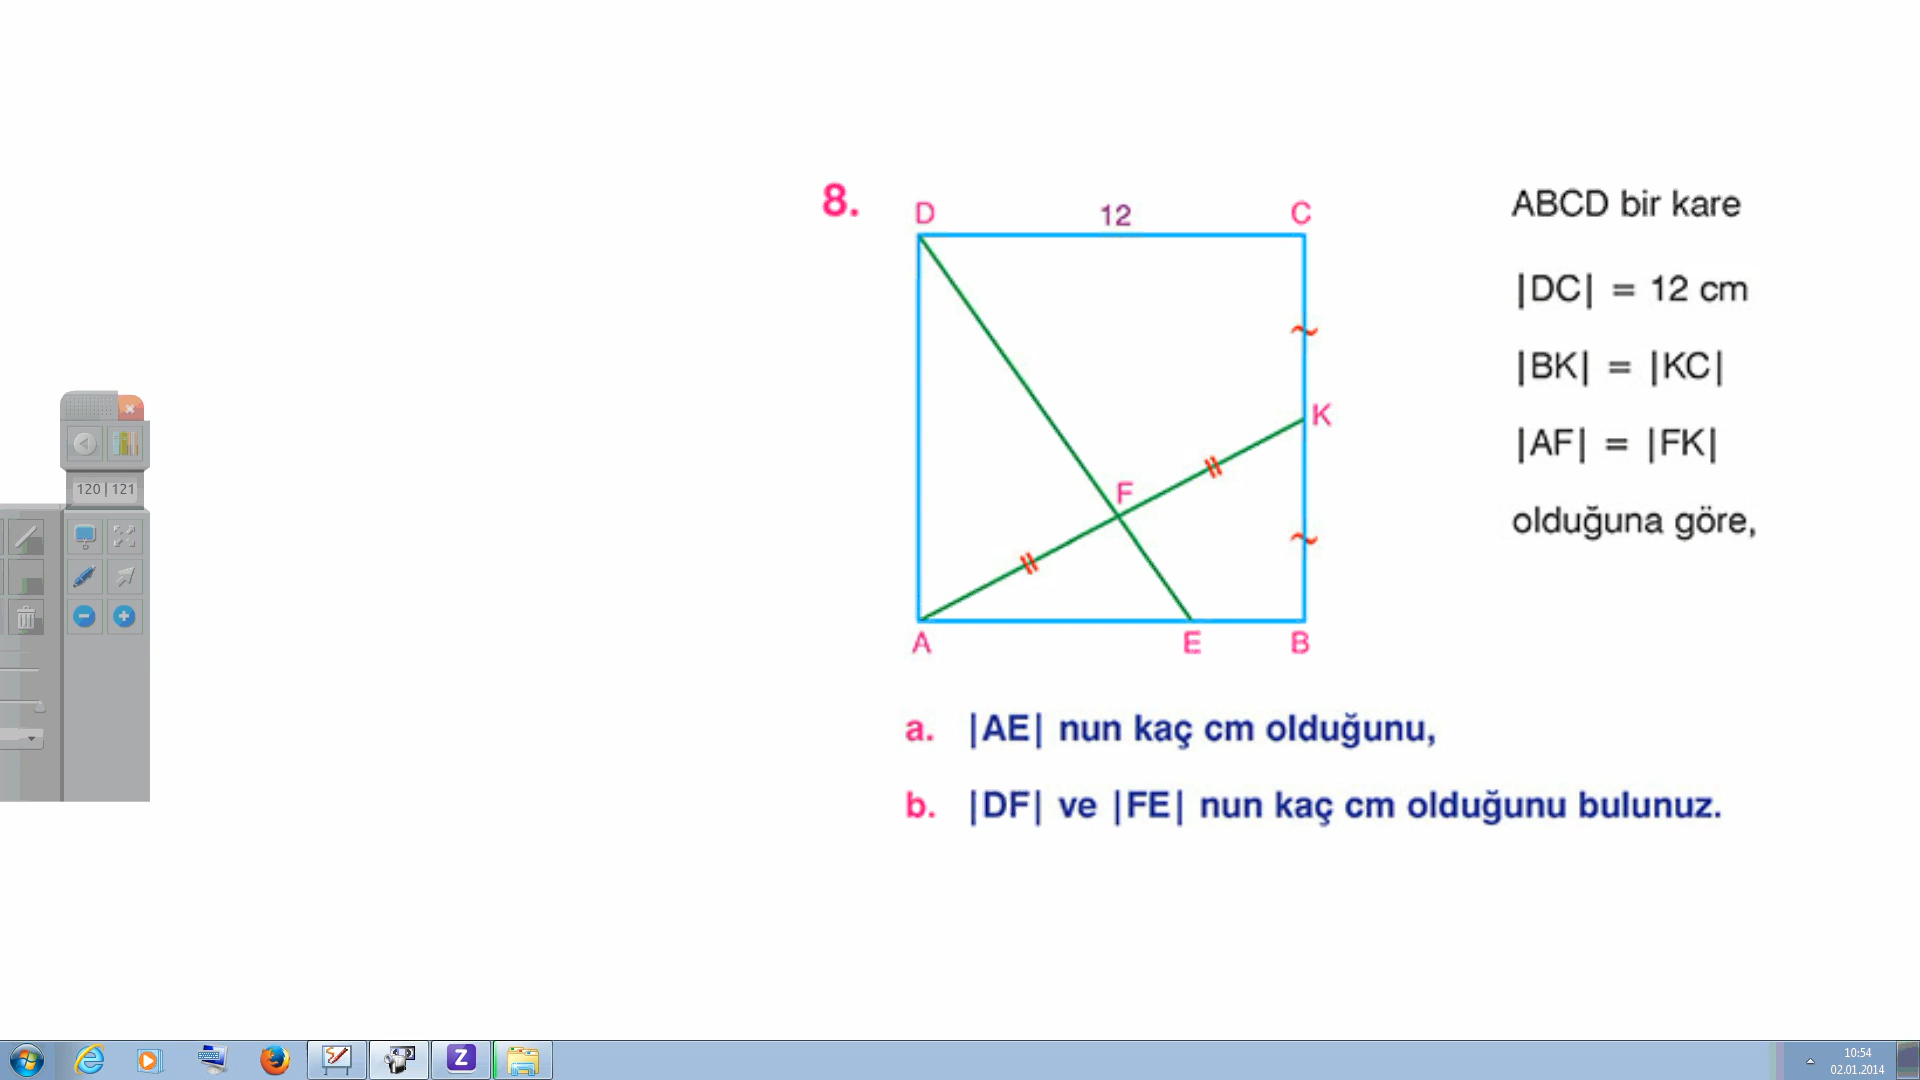 8.
D
12
C
K
F
A
E
B
ABCD bir kare
|DC| = 12 cm
|BK| = |KC|
|AF| = |FK|
olduğuna göre,
a. |AE| nun kaç cm olduğunu,
b. |DF| ve |FE| nun kaç cm olduğunu bulunuz.
120 | 121
Z
10:54
02.01.2014